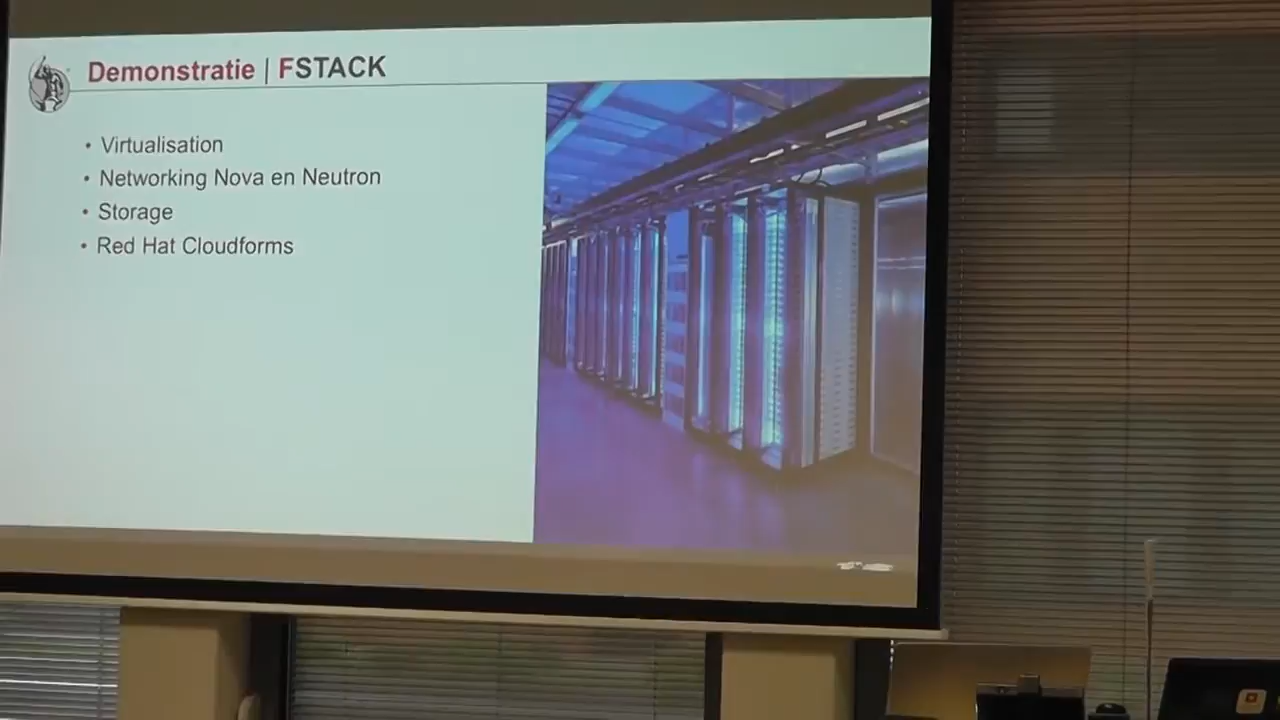 Demonstratie | FSTACK
• Virtualisation
• Networking Nova en Neutron
• Storage
• Red Hat Cloudforms